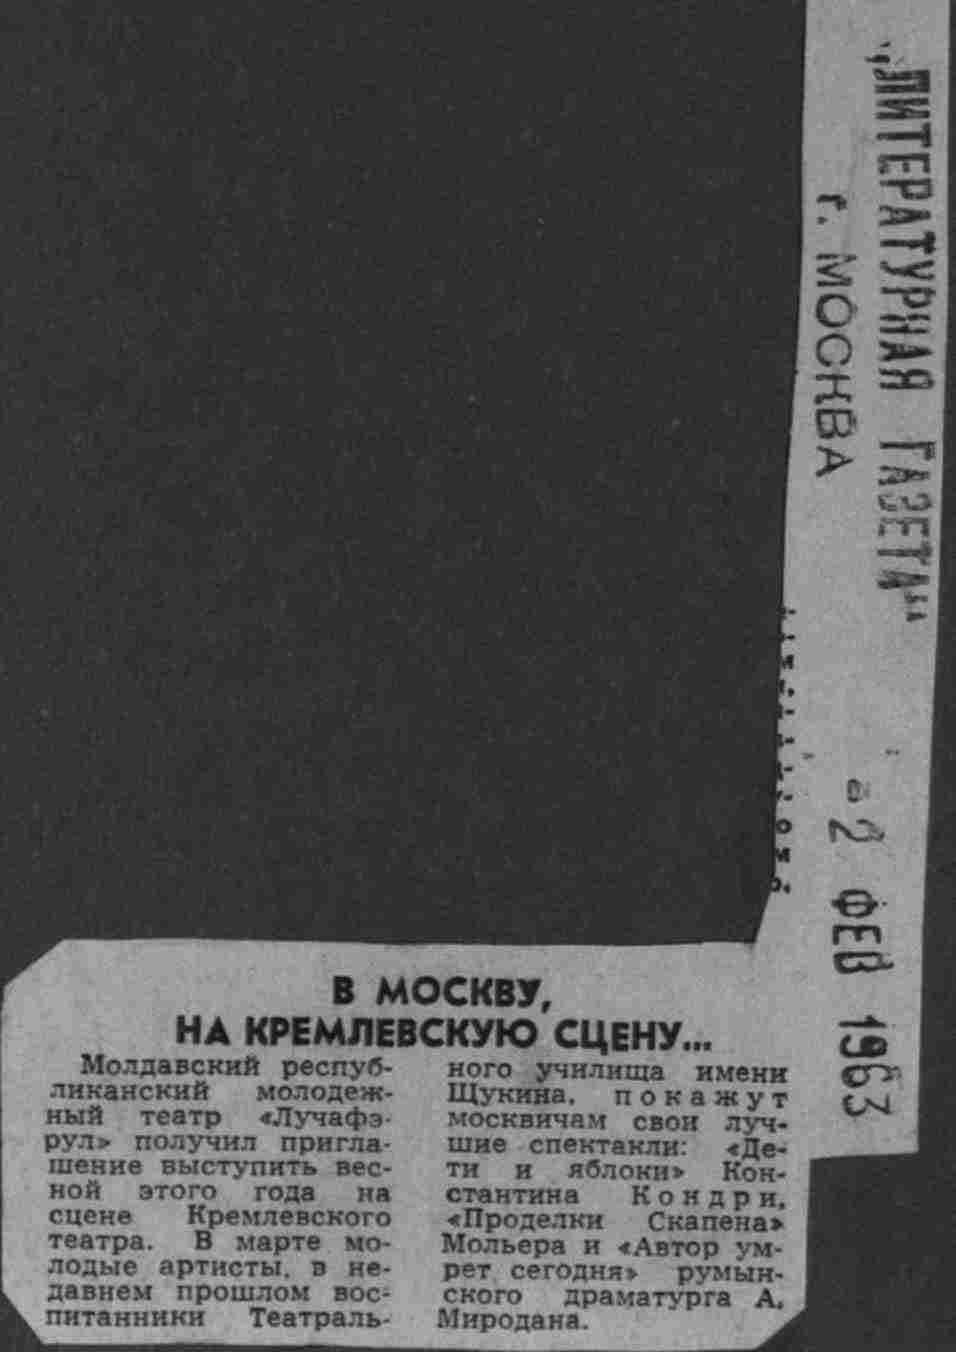 „ЛИТЕРАТУРНАЯ ГАЗЕТА"
г. МОСКВА
2 ФЕВ 1963
В МОСКВУ,
НА КРЕМЛЕВСКУЮ СЦЕНУ...
Молдавский респуб-
ликанский молодеж-
ный театр «Лучафэ-
рул» получил пригла-
шение выступить вес-
ной этого года на
сцене Кремлевского
театра. В марте мо-
лодые артисты, в не-
давнем прошлом вос-
питанники Театраль-
ного училища имени
Щукина, покажут
москвичам свои луч-
шие спектакли: «Де-
ти и яблоки» Кон-
стантина Кондри,
«Проделки Скапена»
Мольера и «Автор ум-
рет сегодня» румын-
ского драматурга А.
Миродана.